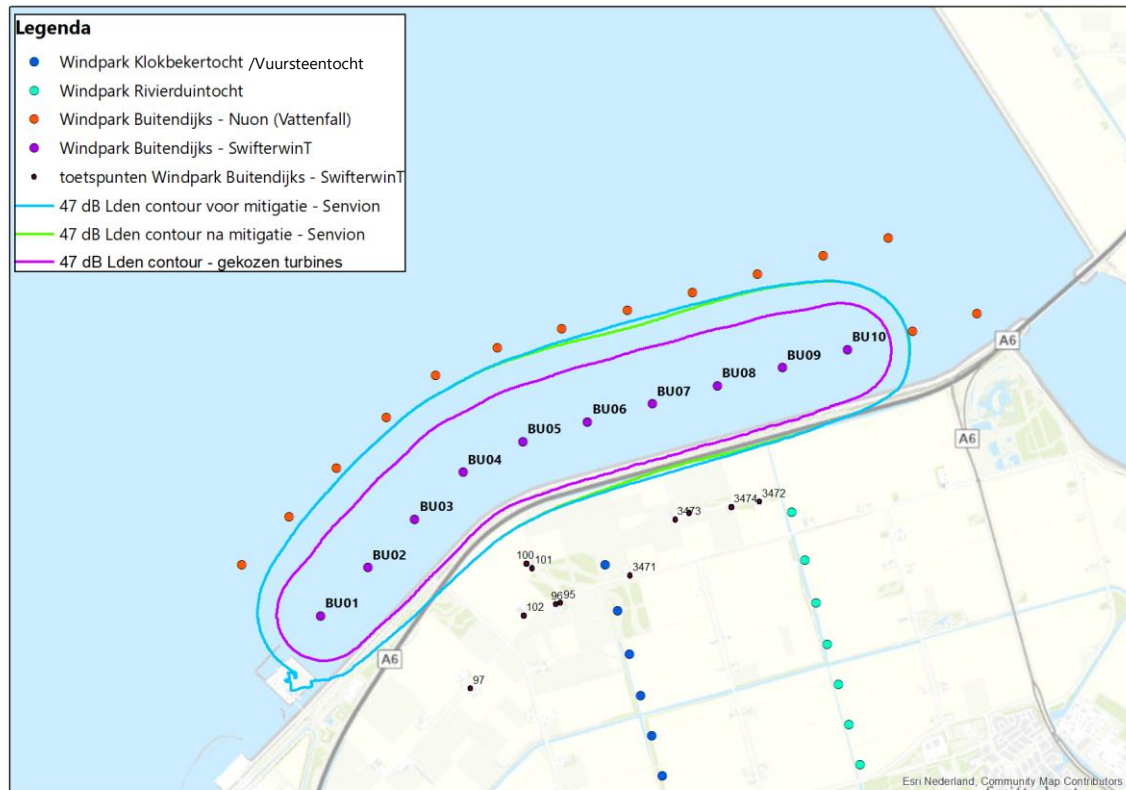 Legenda
Windpark Klokbekertocht /Vuursteentocht
Windpark Rivierduintocht
Windpark Buitendijks - Nuon (Vattenfall)
Windpark Buitendijks - SwifterwinT
toetspunten Windpark Buitendijks - SwifterwinT
47 dB Lden contour voor mitigatie - Senvion
47 dB Lden contour na mitigatie - Senvion
47 dB Lden contour - gekozen turbines
A6
BU10
BU09
BU08
BU07
BU06
BU05
A6
BU04
3474
3472
3473
BU03
100
101
BU02
3471
96
95
102
BU01
A6
97
Esri Nederland, Community Map Contributors